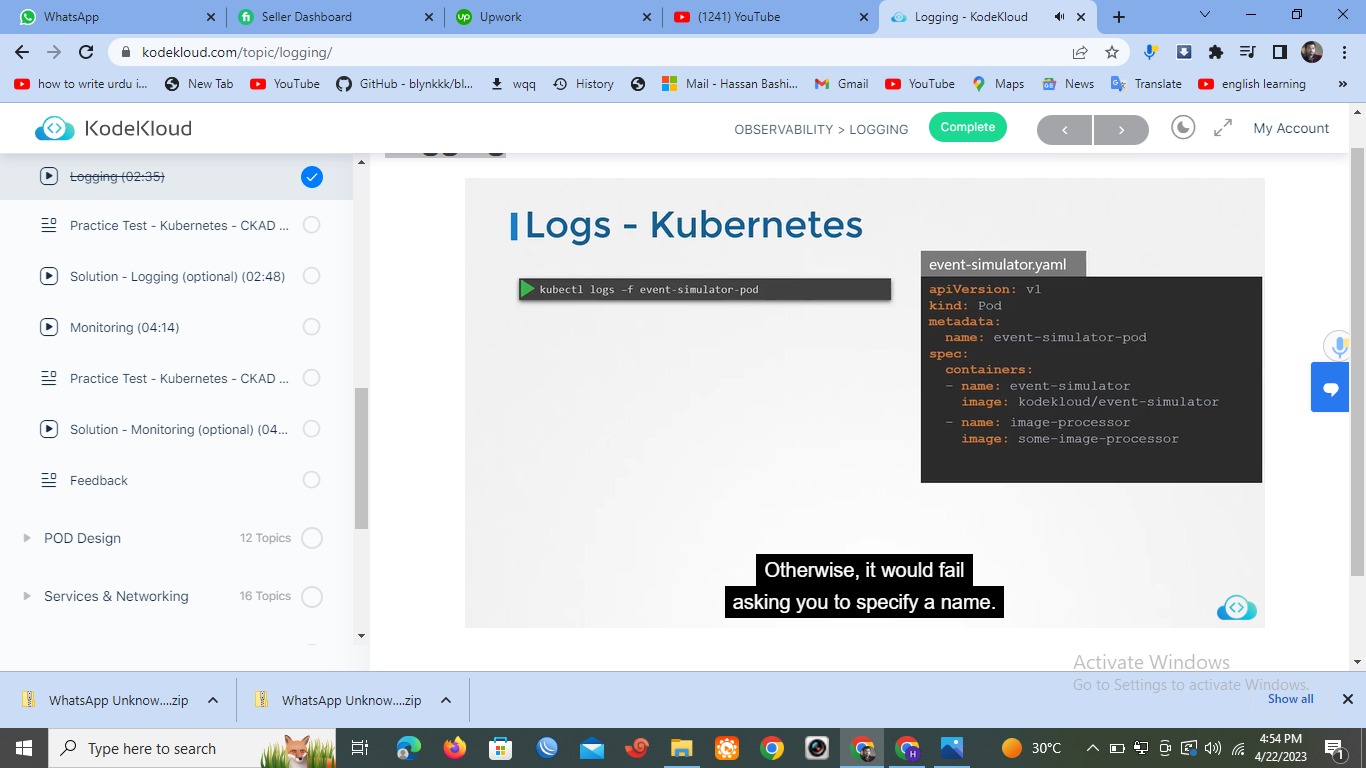 WhatsApp
Seller Dashboard
Upwork
(1241) YouTube
Logging - KodeKloud
kodekloud.com/topic/logging/
how to write urdu i...
New Tab
YouTube
GitHub - blynkkk/bl...
wqq
History
Mail - Hassan Bashi...
Gmail
YouTube
Maps
News
Translate
english learning
KodeKloud
OBSERVABILITY > LOGGING
Complete
My Account
Logging (02:35)
Practice Test - Kubernetes - CKAD ...
Solution - Logging (optional) (02:48)
Monitoring (04:14)
Practice Test - Kubernetes - CKAD ...
Solution - Monitoring (optional) (04...
Feedback
POD Design 12 Topics
Services & Networking 16 Topics
Logs - Kubernetes
kubectl logs –f event-simulator-pod
event-simulator.yaml
apiVersion: v1
kind: Pod
metadata:
name: event-simulator-pod
spec:
containers:
- name: event-simulator
image: kodekloud/event-simulator
- name: image-processor
image: some-image-processor
Otherwise, it would fail
asking you to specify a name.
Activate Windows
Go to Settings to activate Windows.
WhatsApp Unknow....zip
WhatsApp Unknow....zip
Show all
Type here to search
30°C
4:54 PM
4/22/2023